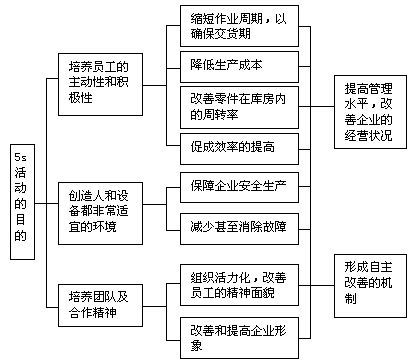 5s
活
动
的
目
的
培养员工的
主动性和积
极性
创造人和设
备都非常适
宜的环境
培养团队及
合作精神
缩短作业周期，以
确保交货期
降低生产成本
改善零件在库房内
的周转率
促成效率的提高
保障企业安全生产
减少甚至消除故障
组织活力化，改善
员工的精神面貌
改善和提高企业形
象
提高管理
水平，改
善企业的
经营状况
形成自主
改善的机
制